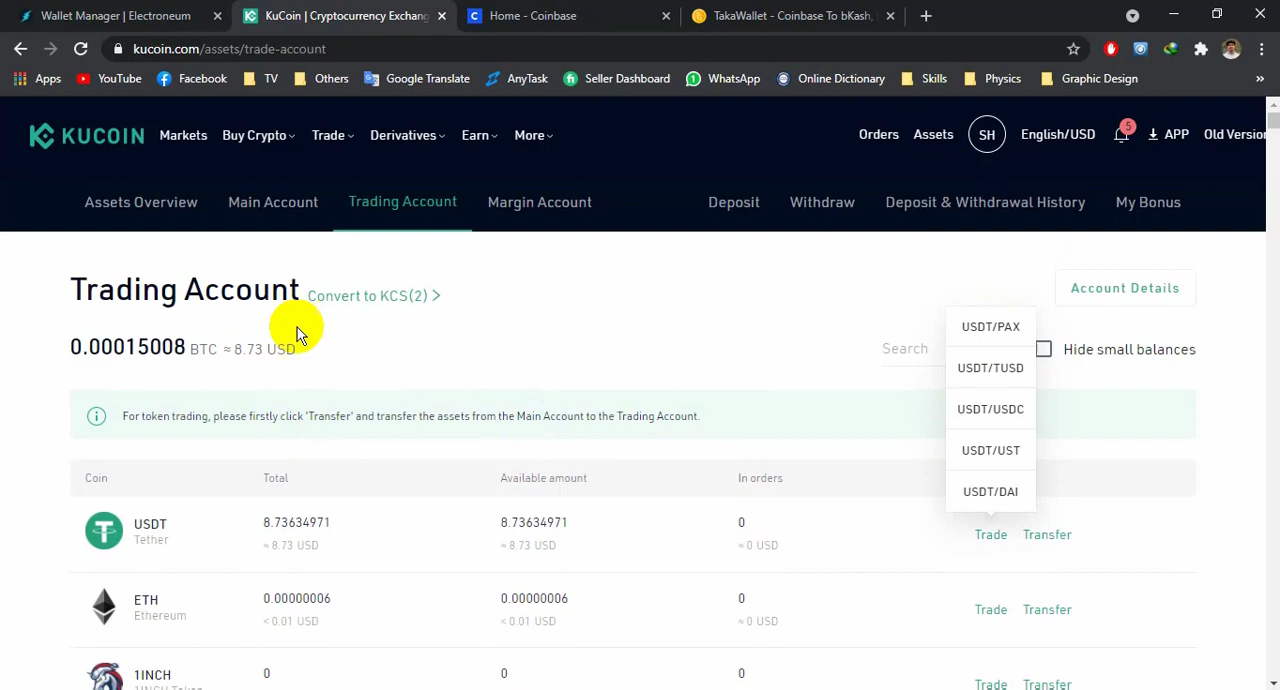 Wallet Manager | Electroneum
KuCoin | Cryptocurrency Exchang
Home - Coinbase
TakaWallet - Coinbase To bKash,
kucoin.com/assets/trade-account
Apps YouTube Facebook TV Others Google Translate AnyTask Seller Dashboard WhatsApp Online Dictionary Skills Physics Graphic Design »
KUCOIN Markets Buy Crypto Trade Derivatives Earn More Orders Assets SH English/USD 5 APP Old Version
Assets Overview Main Account Trading Account Margin Account Deposit Withdraw Deposit & Withdrawal History My Bonus
Trading Account Convert to KCS(2) > Account Details
0.00015008 BTC ≈ 8.73 USD Search Hide small balances
USDT/PAX
USDT/TUSD
USDT/USDC
USDT/UST
USDT/DAI
For token trading, please firstly click 'Transfer' and transfer the assets from the Main Account to the Trading Account.
Coin Total Available amount In orders
USDT 8.73634971 8.73634971 0
Tether ≈ 8.73 USD ≈ 8.73 USD ≈ 0 USD
Trade Transfer
ETH 0.00000006 0.00000006 0
Ethereum < 0.01 USD < 0.01 USD ≈ 0 USD
Trade Transfer
1INCH 0 0 0
1INCH Token
Trade Transfer